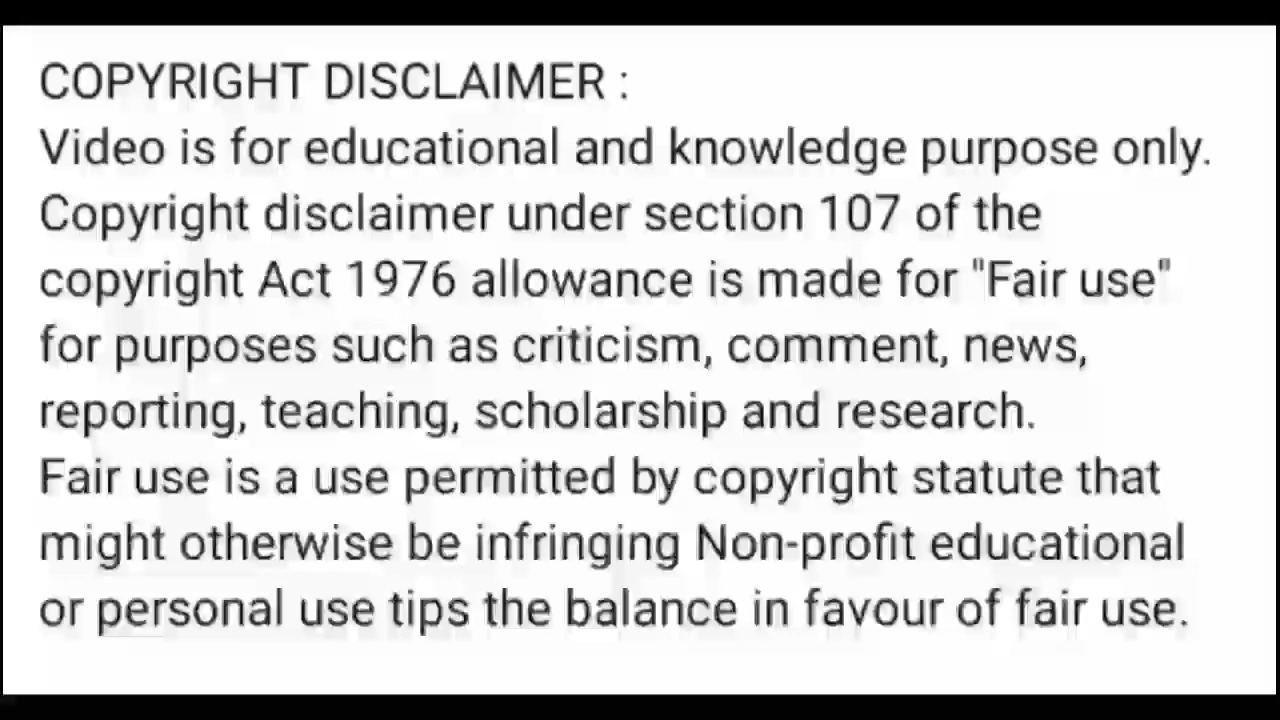 COPYRIGHT DISCLAIMER :
Video is for educational and knowledge purpose only.
Copyright disclaimer under section 107 of the
copyright Act 1976 allowance is made for "Fair use"
for purposes such as criticism, comment, news,
reporting, teaching, scholarship and research.
Fair use is a use permitted by copyright statute that
might otherwise be infringing Non-profit educational
or personal use tips the balance in favour of fair use.